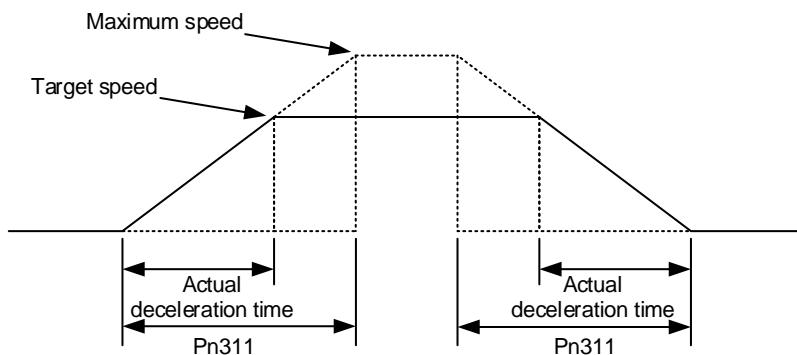 Maximum speed
Target speed
Actual
deceleration time
Pn311
Actual
deceleration time
Pn311